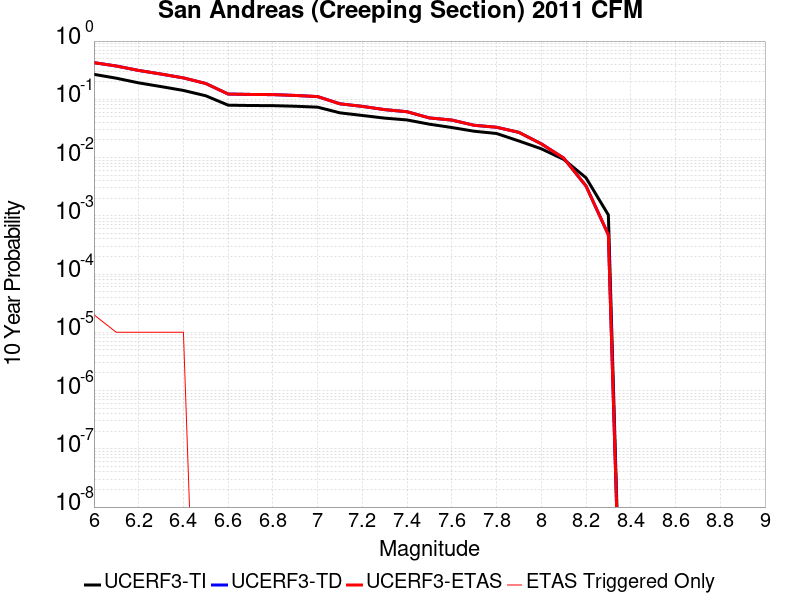 San Andreas (Creeping Section) 2011 CFM
10 0
10 -1
10 -2
10 -3
10 -4
10 -5
10 -6
10 -7
10 -8
10 Year Probability
6 6.2 6.4 6.6 6.8 7 7.2 7.4 7.6 7.8 8 8.2 8.4 8.6 8.8 9
Magnitude
UCERF3-TI UCERF3-TD UCERF3-ETAS ETAS Triggered Only